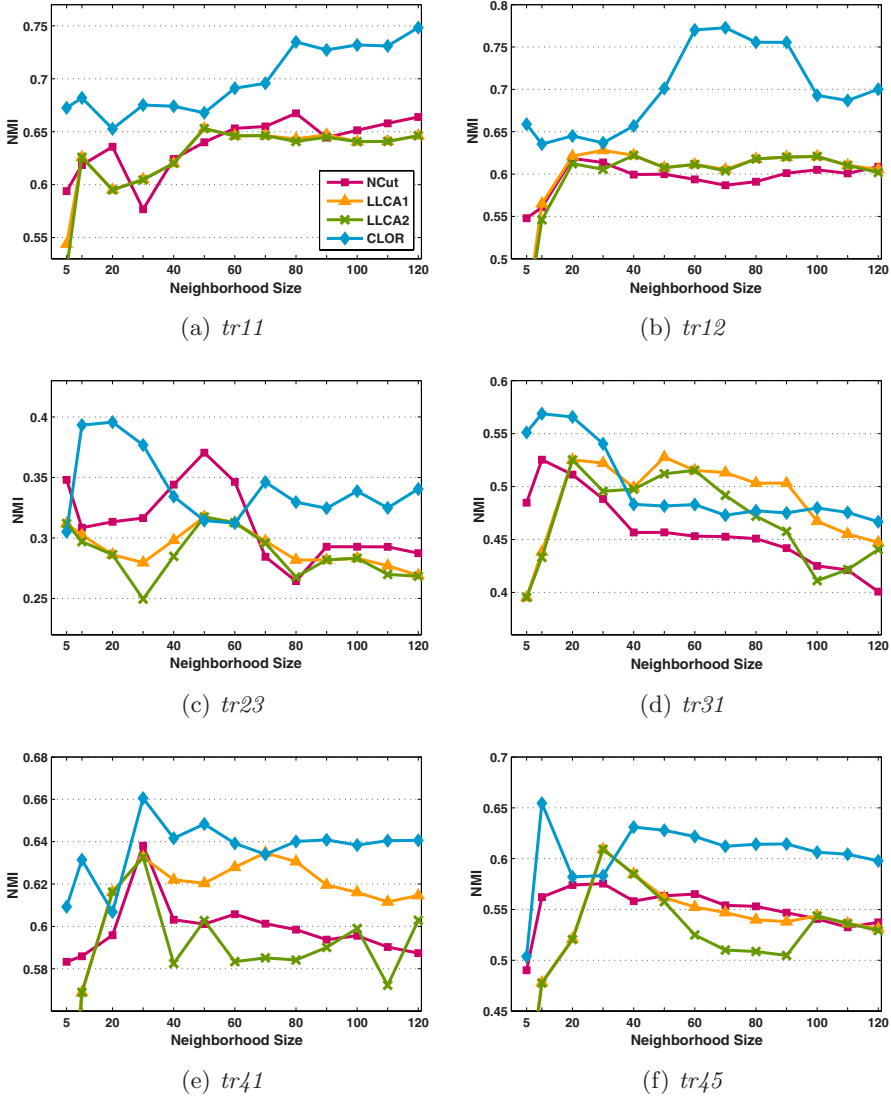 0.75
0.7
0.65
0.6
0.55
NMI
5 20 40 60 80 100 120
Neighborhood Size
NCut
LLCA1
LLCA2
CLOR
(a) tr11
0.8
0.7
0.65
0.6
0.55
0.5
NMI
5 20 40 60 80 100 120
Neighborhood Size
(b) tr12
0.4
0.35
0.3
0.25
NMI
5 20 40 60 80 100 120
Neighborhood Size
(c) tr23
0.6
0.55
0.5
0.45
0.4
NMI
5 20 40 60 80 100 120
Neighborhood Size
(d) tr31
0.68
0.66
0.64
0.62
0.6
0.58
NMI
5 20 40 60 80 100 120
Neighborhood Size
(e) tr41
0.7
0.65
0.6
0.55
0.5
0.45
NMI
5 20 40 60 80 100 120
Neighborhood Size
(f) tr45